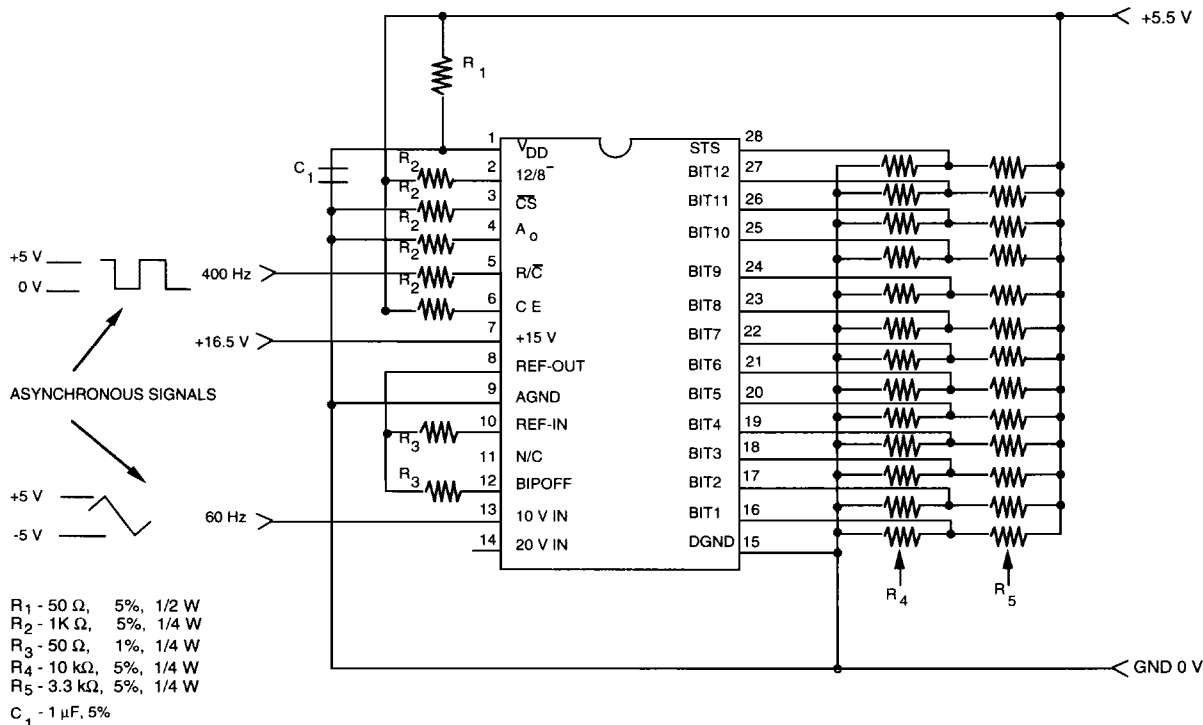 +5.5 V
R1
1 VDD
STS 28
C1
R2
2 12/8‾
BIT12 27
R2
3 C̅S̅
BIT11 26
R2
4 Ao
BIT10 25
+5 V
0 V
400 Hz
R2
5 R/C̅
BIT9 24
R2
6 C E
BIT8 23
+16.5 V
7 +15 V
BIT7 22
8 REF-OUT
BIT6 21
ASYNCHRONOUS SIGNALS
9 AGND
BIT5 20
R3
10 REF-IN
BIT4 19
11 N/C
BIT3 18
R3
12 BIPOFF
BIT2 17
+5 V
-5 V
60 Hz
13 10 V IN
BIT1 16
14 20 V IN
DGND 15
R4
R5
R1 - 50 Ω, 5%, 1/2 W
R2 - 1K Ω, 5%, 1/4 W
R3 - 50 Ω, 1%, 1/4 W
R4 - 10 kΩ, 5%, 1/4 W
R5 - 3.3 kΩ, 5%, 1/4 W
C1 - 1 µF, 5%
GND 0 V